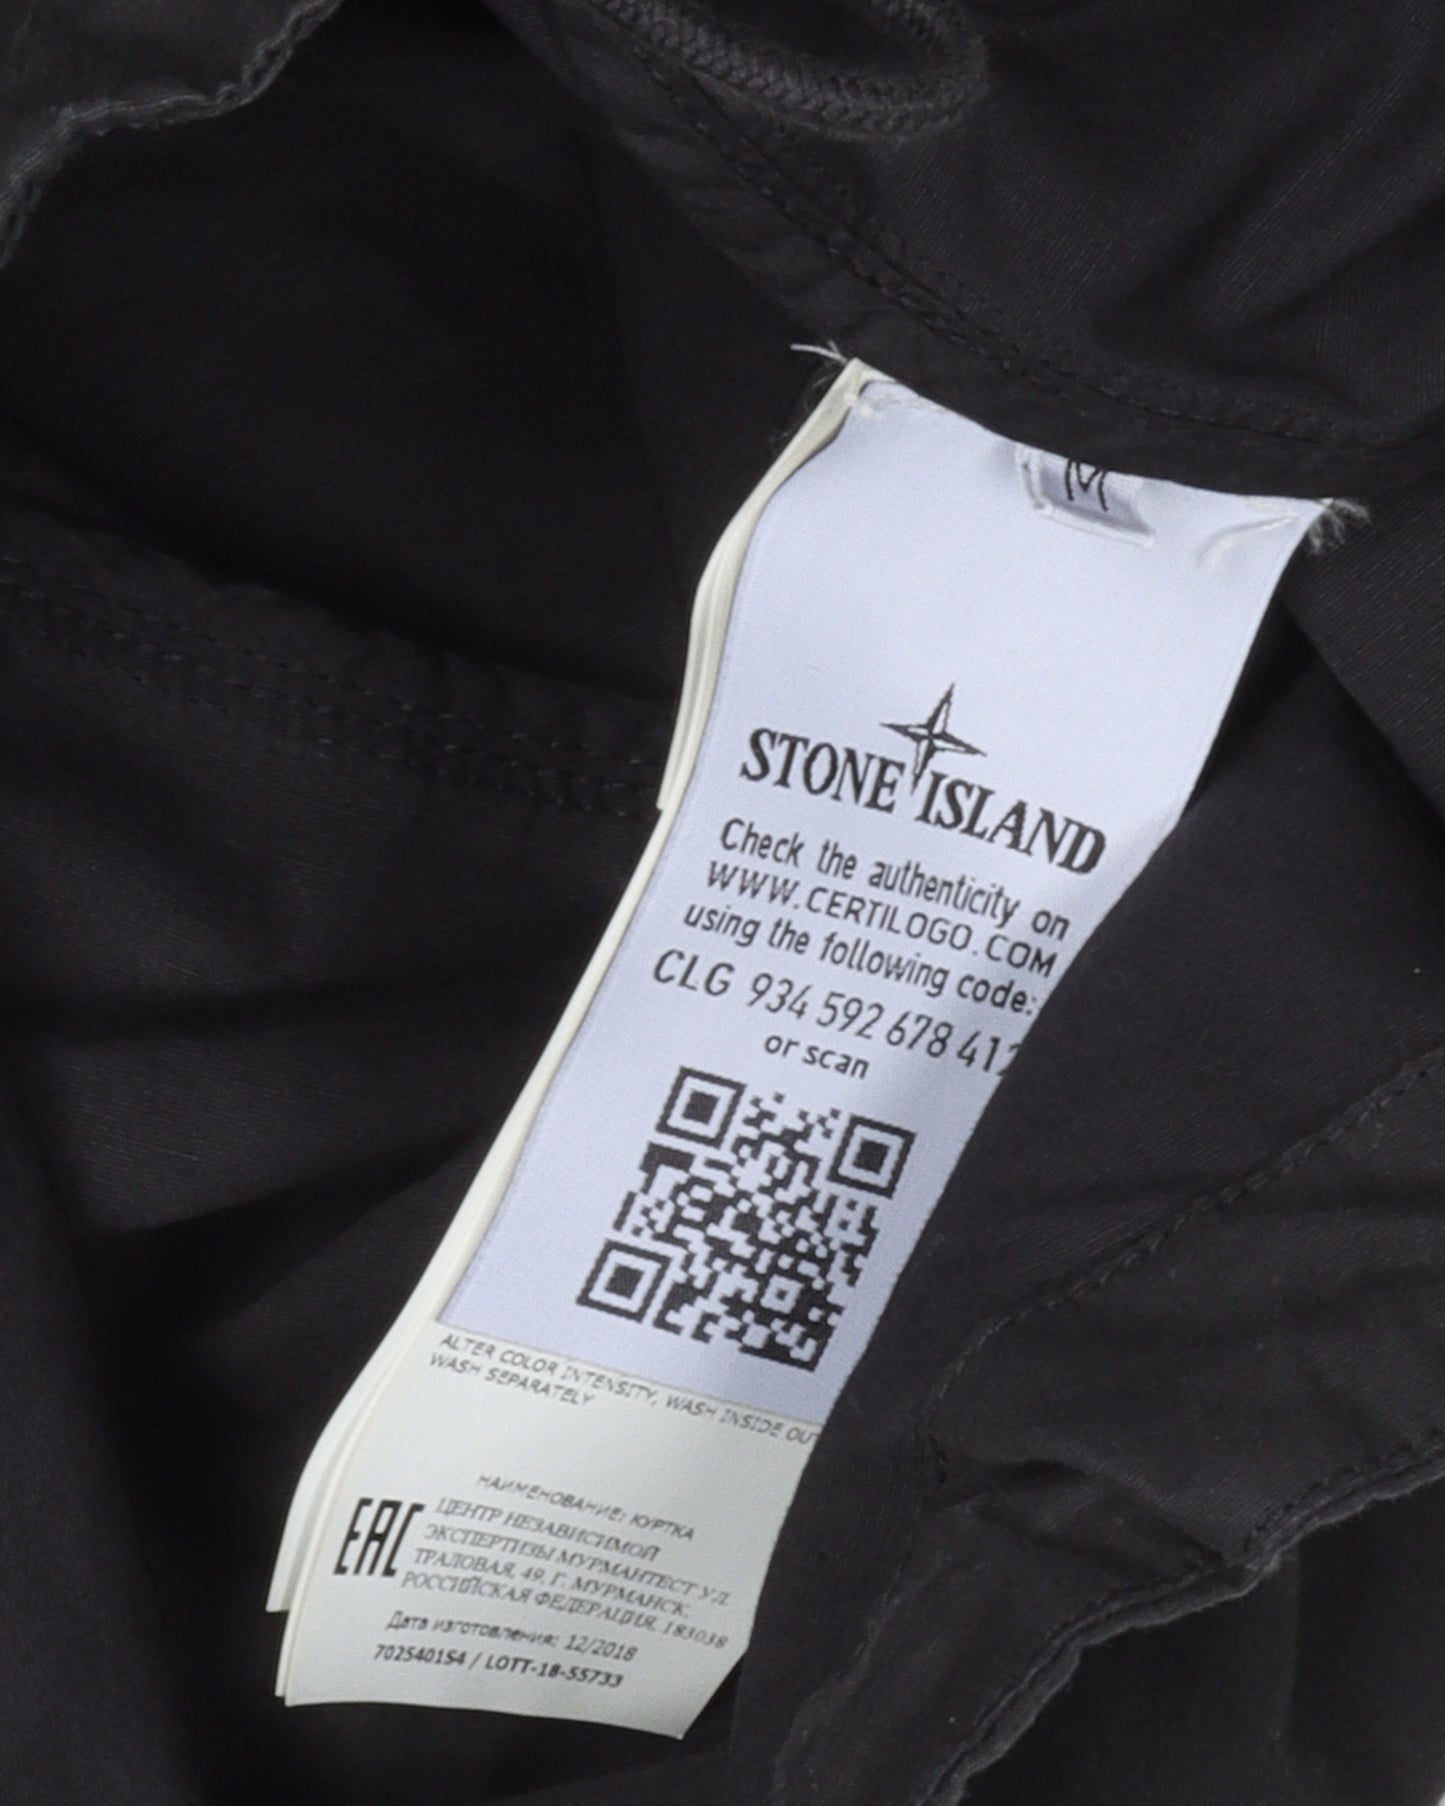 M
STONE ISLAND
Check the authenticity on
WWW.CERTILOGO.COM
using the following code:
CLG 934 592 678 412
or scan
ALTER COLOR INTENSITY, WASH INSIDE OUT
WASH SEPARATELY
НАИМЕНОВАНИЕ: КУРТКА
EAC
ЦЕНТР НЕЗАВИСИМОЙ
ЭКСПЕРТИЗЫ МУРМАНТЕСТ УЛ.
ТРАЛОВАЯ, 49, Г. МУРМАНСК,
РОССИЙСКАЯ ФЕДЕРАЦИЯ, 183038
Дата изготовления: 12/2018
702540154 / LOTT-18-55733